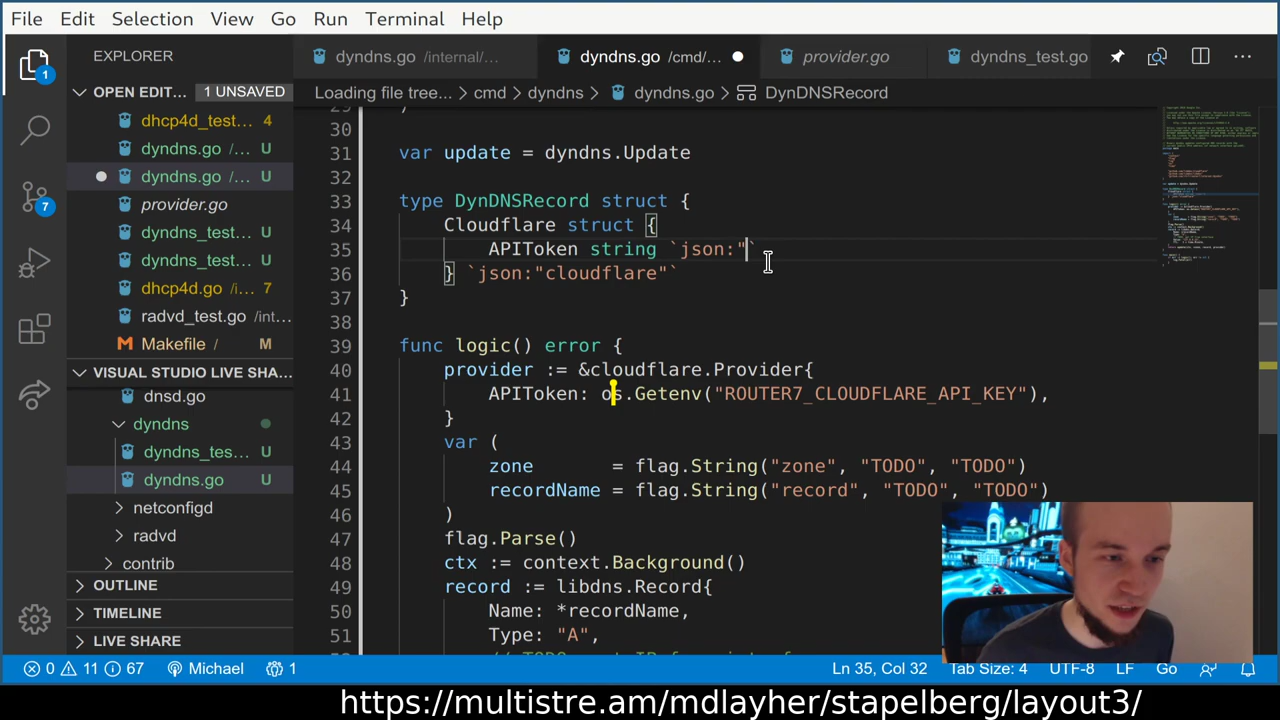 File Edit Selection View Go Run Terminal Help
EXPLORER
dyndns.go /internal/...
dyndns.go /cmd/...
provider.go
dyndns_test.go
1
OPEN EDIT... 1 UNSAVED
Loading file tree... > cmd > dyndns > dyndns.go > DynDNSRecord
dhcp4d_test... 4
dyndns.go /... U
dyndns.go /... U
provider.go
dyndns_test... U
dyndns.go /... U
dyndns_test... U
dhcp4d.go /i... 7
radvd_test.go /int...
Makefile / M
7
VISUAL STUDIO LIVE SHA...
dnsd.go
dyndns
dyndns_tes... U
dyndns.go U
netconfigd
radvd
contrib
OUTLINE
TIMELINE
LIVE SHARE
29 )
30
31 var update = dyndns.Update
32
33 type DynDNSRecord struct {
34 Cloudflare struct {
35 APIToken string `json:"`
36 } `json:"cloudflare"`
37 }
38
39 func logic() error {
40 provider := &cloudflare.Provider{
41 APIToken: os.Getenv("ROUTER7_CLOUDFLARE_API_KEY"),
42 }
43 var (
44 zone = flag.String("zone", "TODO", "TODO")
45 recordName = flag.String("record", "TODO", "TODO")
46 )
47 flag.Parse()
48 ctx := context.Background()
49 record := libdns.Record{
50 Name: *recordName,
51 Type: "A",
0 11 67 Michael 1 Ln 35, Col 32 Tab Size: 4 UTF-8 LF Go
https://multistre.am/mdlayher/stapelberg/layout3/